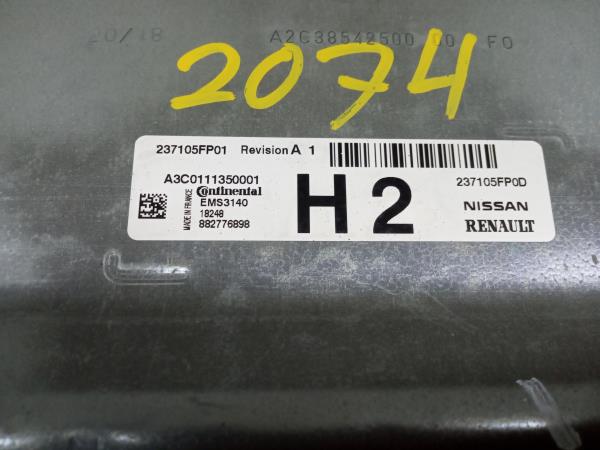 20/18 A2C38542500 00 F0
2074
237105FP01 Revision A 1
A3C0111350001
237105FP0D
MADE IN FRANCE
Continental
EMS3140
18248
882776898
H2
NISSAN
RENAULT